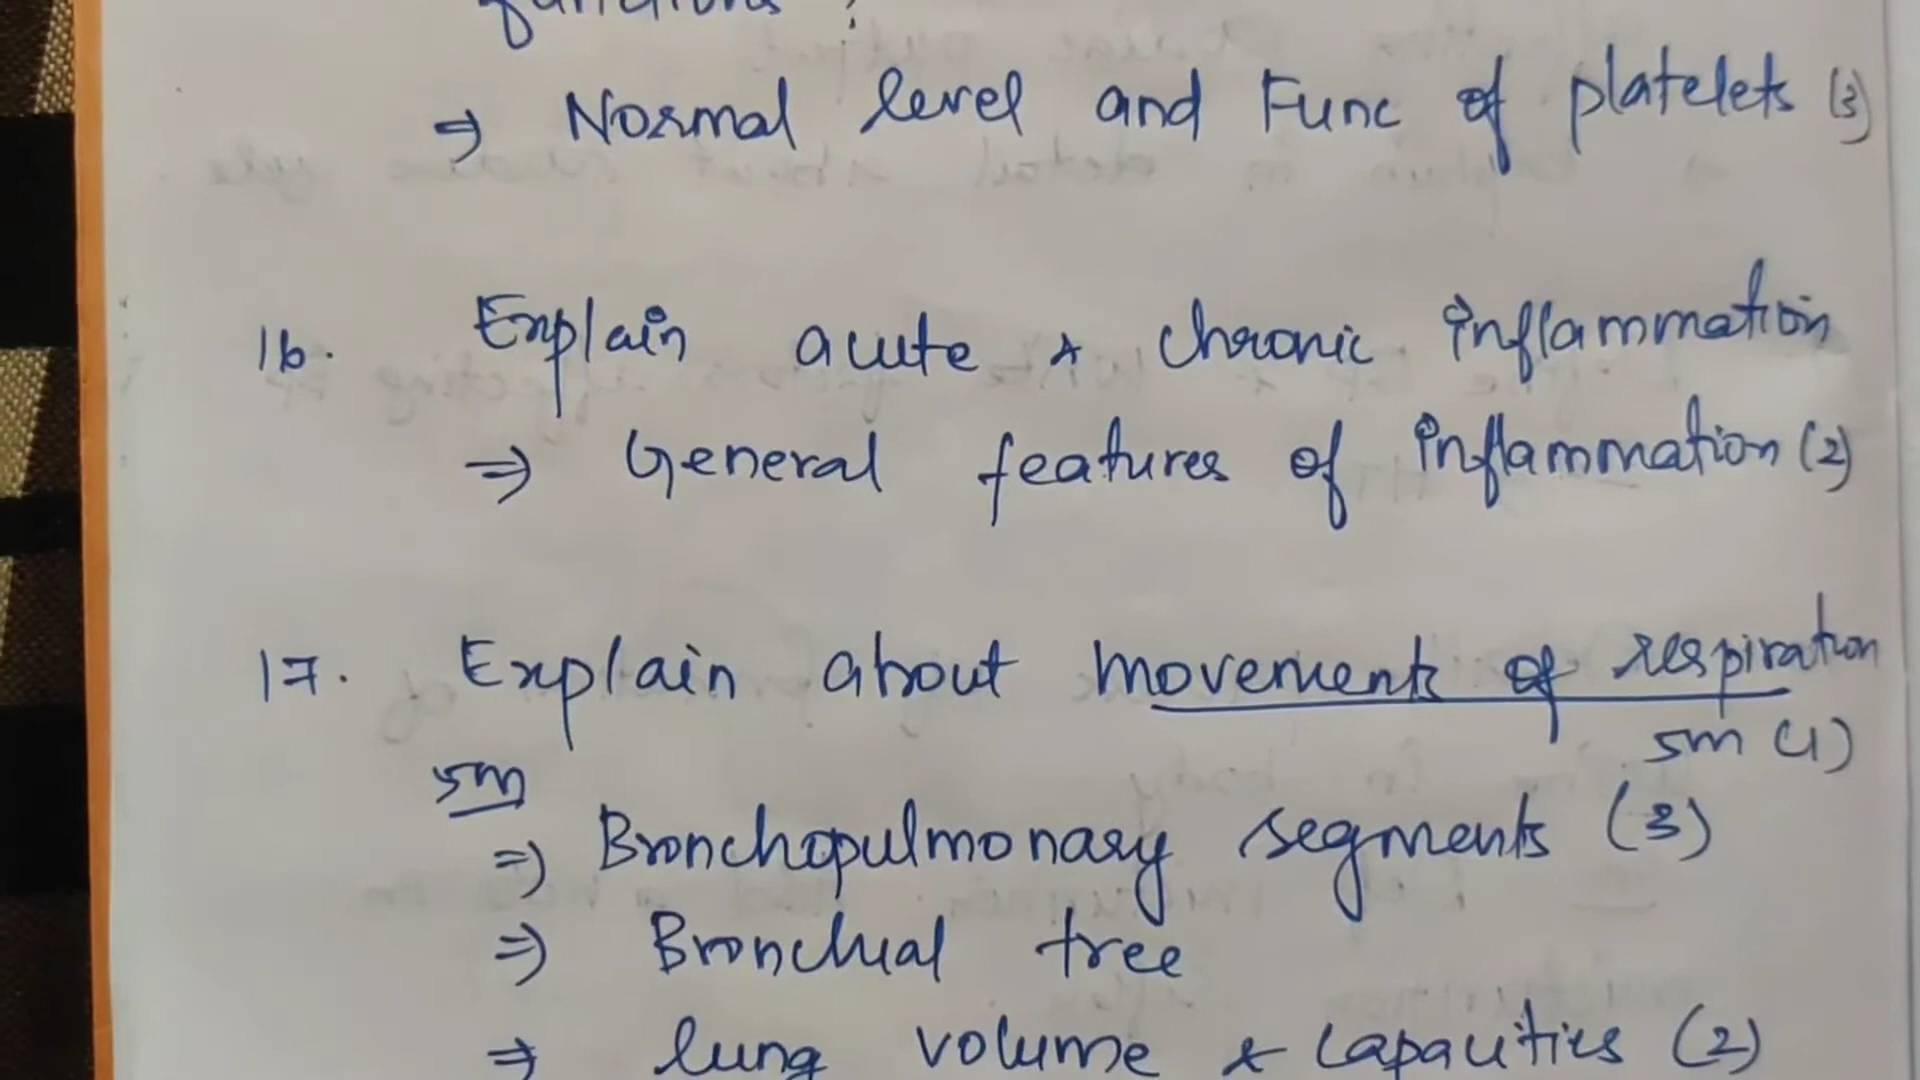 functions ?
⇒ Normal level and Func of platelets (3)
16. Explain acute & chronic inflammation
⇒ General features of inflammation (2)
17. Explain about movements of respiration
5m (1)
5m
⇒ Bronchopulmonary segments (3)
⇒ Bronchial tree
⇒ lung volume & capacities (2)